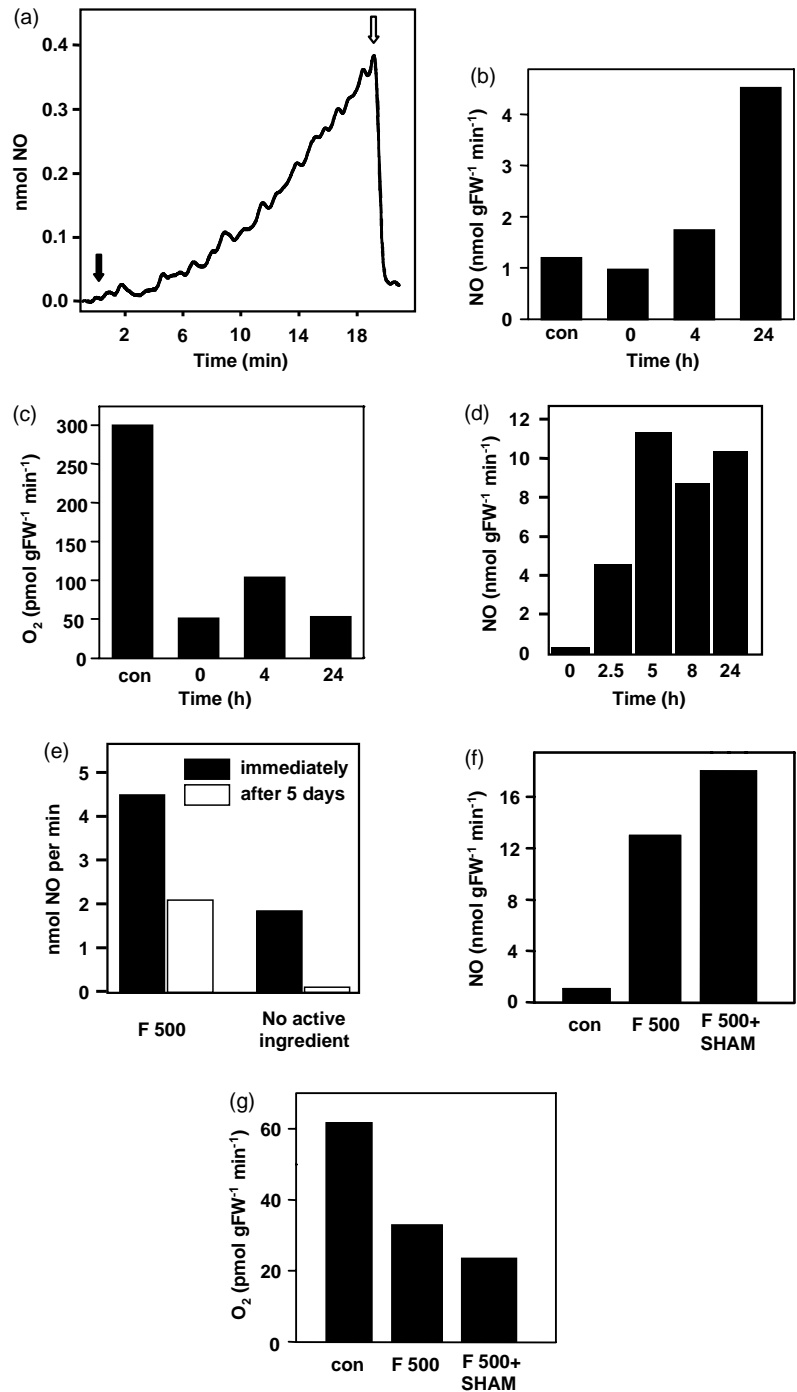 (a)
nmol NO
0.4
0.3
0.2
0.1
0.0
2 6 10 14 18
Time (min)
(b)
NO (nmol gFW⁻¹ min⁻¹)
4
3
2
1
0
con 0 4 24
Time (h)
(c)
O₂ (pmol gFW⁻¹ min⁻¹)
300
250
200
150
100
50
0
con 0 4 24
Time (h)
(d)
NO (nmol gFW⁻¹ min⁻¹)
12
10
8
6
4
2
0
0 2.5 5 8 24
Time (h)
(e)
nmol NO per min
5
4
3
2
1
0
immediately
after 5 days
F 500
No active
ingredient
(f)
NO (nmol gFW⁻¹ min⁻¹)
16
12
8
4
0
con F 500 F 500+
SHAM
(g)
O₂ (pmol gFW⁻¹ min⁻¹)
60
40
20
0
con F 500 F 500+
SHAM